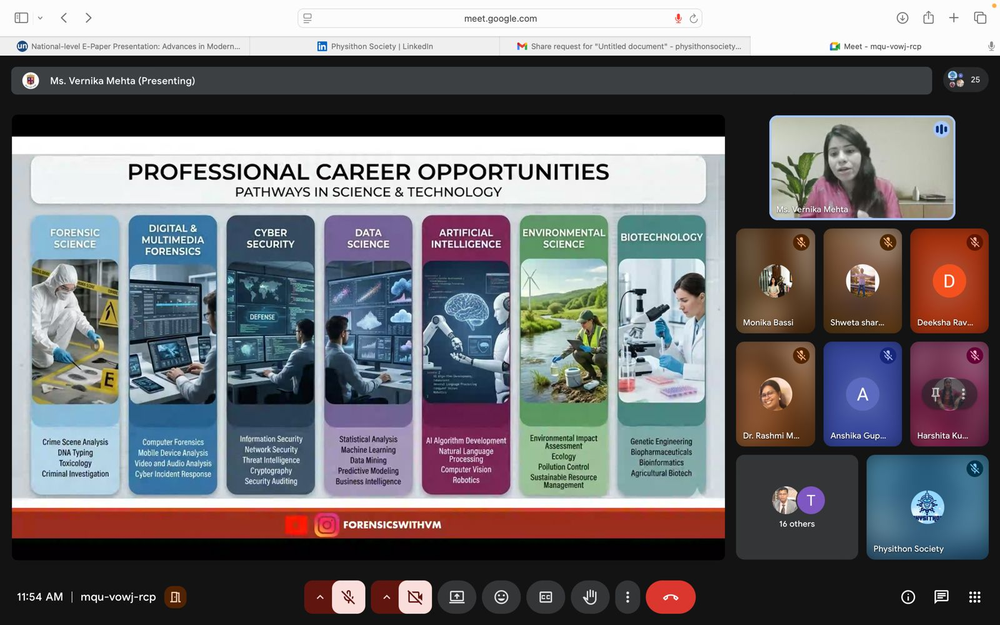 meet.google.com
un National-level E-Paper Presentation: Advances in Modern...
in Physithon Society | LinkedIn
Share request for "Untitled document" - physithonsociety...
Meet - mqu-vowj-rcp
Ms. Vernika Mehta (Presenting)
25
PROFESSIONAL CAREER OPPORTUNITIES
PATHWAYS IN SCIENCE & TECHNOLOGY
FORENSIC
SCIENCE
E
Crime Scene Analysis
DNA Typing
Toxicology
Criminal Investigation
DIGITAL &
MULTIMEDIA
FORENSICS
Computer Forensics
Mobile Device Analysis
Video and Audio Analysis
Cyber Incident Response
CYBER
SECURITY
DEFENSE
Information Security
Network Security
Threat Intelligence
Cryptography
Security Auditing
DATA
SCIENCE
Statistical Analysis
Machine Learning
Data Mining
Predictive Modeling
Business Intelligence
ARTIFICIAL
INTELLIGENCE
AI Algorithm Development
Natural Language
Processing
Computer Vision
Robotics
ENVIRONMENTAL
SCIENCE
Environmental Impact
Assessment
Ecology
Poilution Control
Sustainable Resource
Management
BIOTECHNOLOGY
Genetic Engineering
Biopharmaceuticals
Bioinformatics
Agricultural Biotech
FORENSICSWITHVM
Ms. Vernika Mehta
Monika Bassi
Shweta shar...
D
Deeksha Rav...
Dr. Rashmi M...
A
Anshika Gup...
Harshita Ku...
T
16 others
PHYSITHON
Physithon Society
11:54 AM | mqu-vowj-rcp